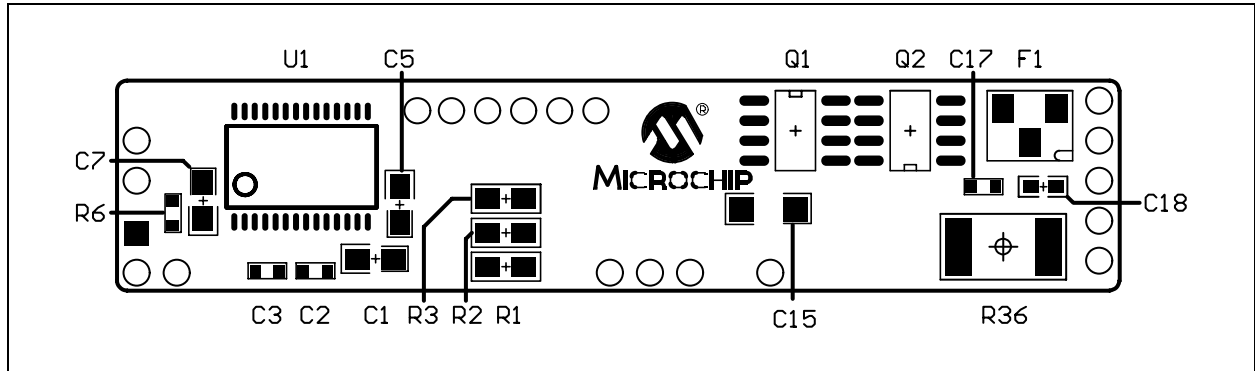 U1 C5 Q1 Q2 C17 F1
®
C7
MICROCHIP
R6
C18
C3 C2 C1 R3 R2 R1 C15 R36